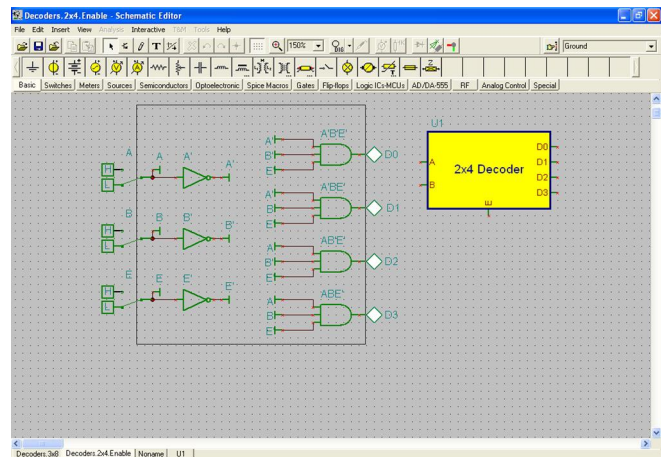 Decoders.2x4.Enable - Schematic Editor
File Edit Insert View Analysis Interactive T&M Tools Help
150% Ground
Basic Switches Meters Sources Semiconductors Optoelectronic Spice Macros Gates Flip-flops Logic ICs-MCUs AD/DA-555 RF Analog Control Special
A
H
L
A A' A'
B
H
L
B B' B'
E
H
L
E E' E'
A'B'E'
A'
B'
E'
D0
A'BE'
A'
B
E'
D1
AB'E'
A
B'
E'
D2
ABE'
A
B
E'
D3
U1
A
B
2x4 Decoder
D0
D1
D2
D3
E
Decoders.3x8 Decoders.2x4.Enable Noname U1